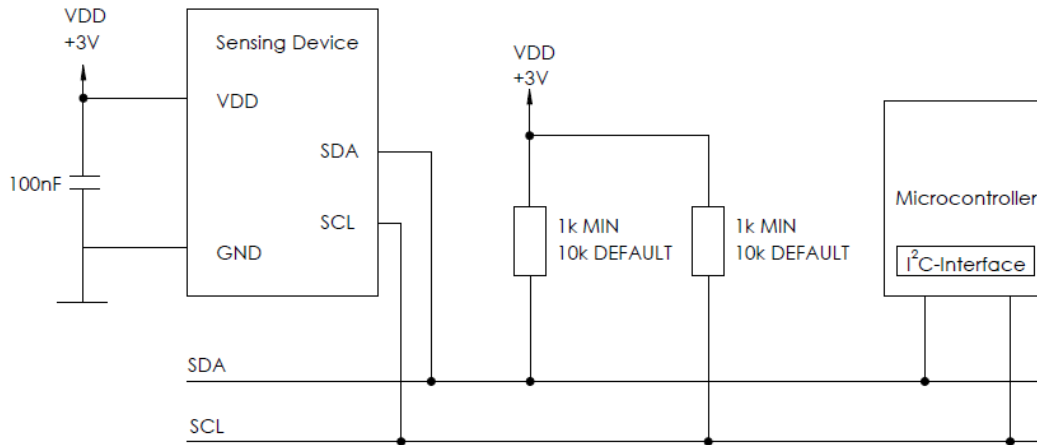 VDD
+3V
Sensing Device
VDD
SDA
100nF
SCL
GND
VDD
+3V
1k MIN
10k DEFAULT
1k MIN
10k DEFAULT
Microcontroller
I²C-Interface
SDA
SCL